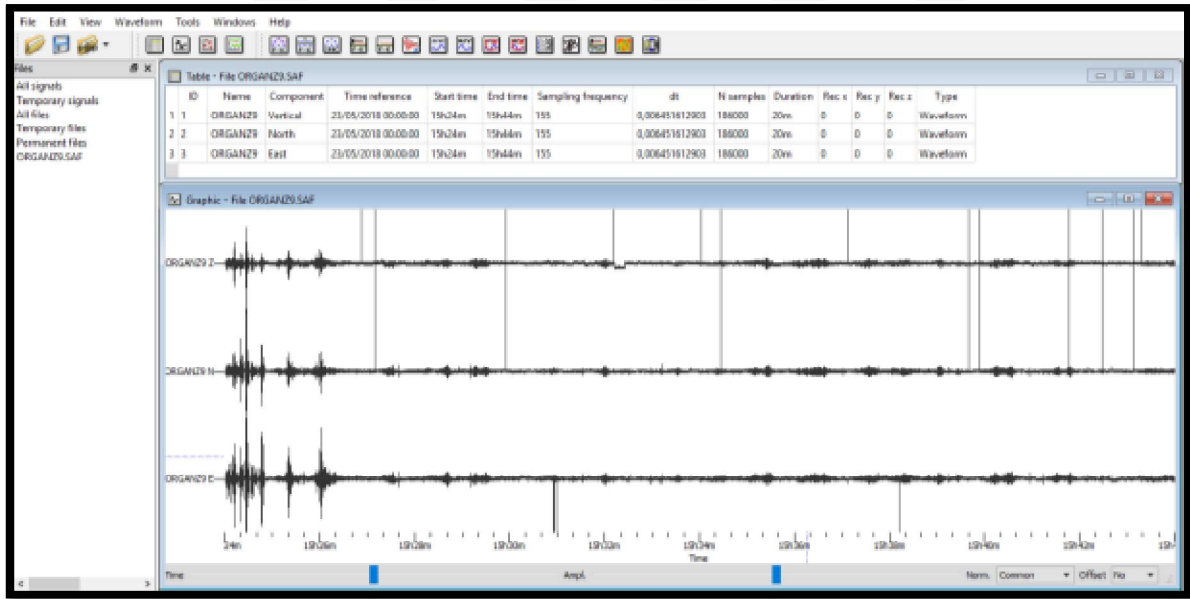 File Edit View Waveform Tools Windows Help
Files
All signals
Temporary signals
All files
Temporary files
Permanent files
ORGANZ9.SAF
Table - File ORGANZ9.SAF
ID Name Component Time reference Start time End time Sampling frequency dt N samples Duration Rec x Rec y Rec z Type
1 1 ORGANZ9 Vertical 23/05/2018 00:00:00 15h24m 15h44m 155 0,006451612903 186000 20m 0 0 0 Waveform
2 2 ORGANZ9 North 23/05/2018 00:00:00 15h24m 15h44m 155 0,006451612903 186000 20m 0 0 0 Waveform
3 3 ORGANZ9 East 23/05/2018 00:00:00 15h24m 15h44m 155 0,006451612903 186000 20m 0 0 0 Waveform
Graphic - File ORGANZ9.SAF
ORGANZ9 Z
ORGANZ9 N
ORGANZ9 E
24m 15h26m 15h28m 15h30m 15h32m 15h34m 15h36m 15h38m 15h40m 15h42m 15h
Time
Time Ampl. Norm. Common Offset No